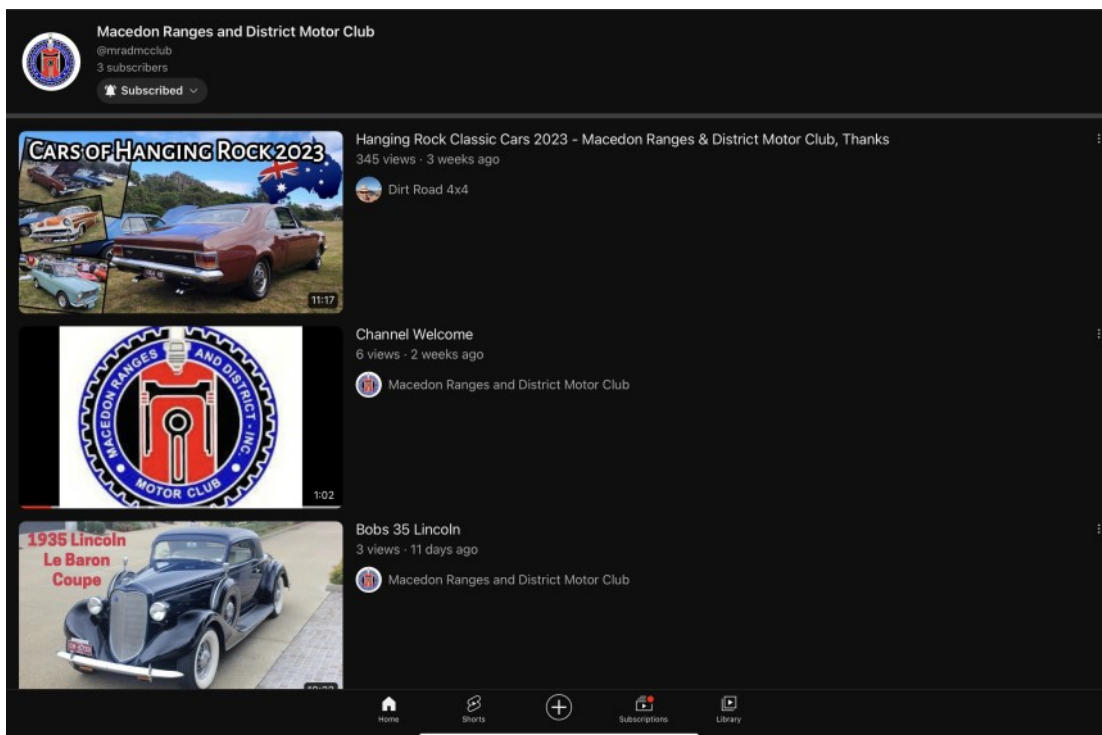 Macedon Ranges and District Motor Club
@mradmcclub
3 subscribers
Subscribed
CARS OF HANGING ROCK 2023
11:17
Hanging Rock Classic Cars 2023 - Macedon Ranges & District Motor Club, Thanks
345 views · 3 weeks ago
Dirt Road 4x4
MACEDON RANGES AND DISTRICT - INC.
MOTOR CLUB
1:02
Channel Welcome
6 views · 2 weeks ago
Macedon Ranges and District Motor Club
1935 Lincoln
Le Baron
Coupe
Bobs 35 Lincoln
3 views · 11 days ago
Macedon Ranges and District Motor Club
Home
Shorts
Subscriptions
Library